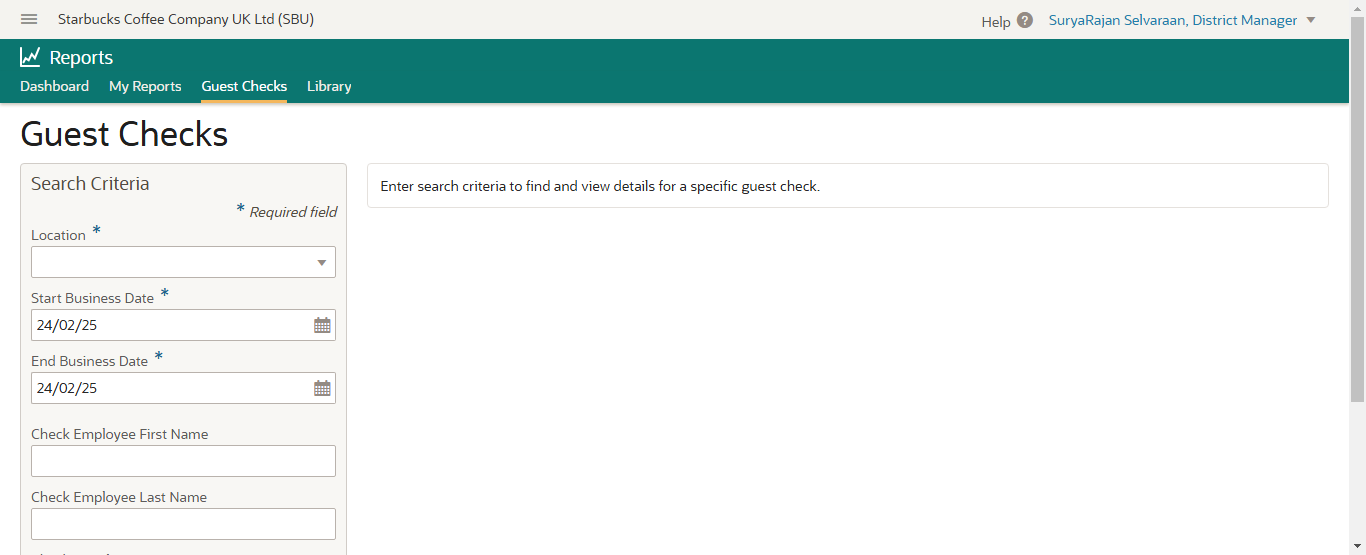 Starbucks Coffee Company UK Ltd (SBU)
Help ? SuryaRajan Selvaraan, District Manager
Reports
Dashboard My Reports Guest Checks Library
Guest Checks
Search Criteria
* Required field
Location *
Start Business Date *
24/02/25
End Business Date *
24/02/25
Check Employee First Name
Check Employee Last Name
Enter search criteria to find and view details for a specific guest check.